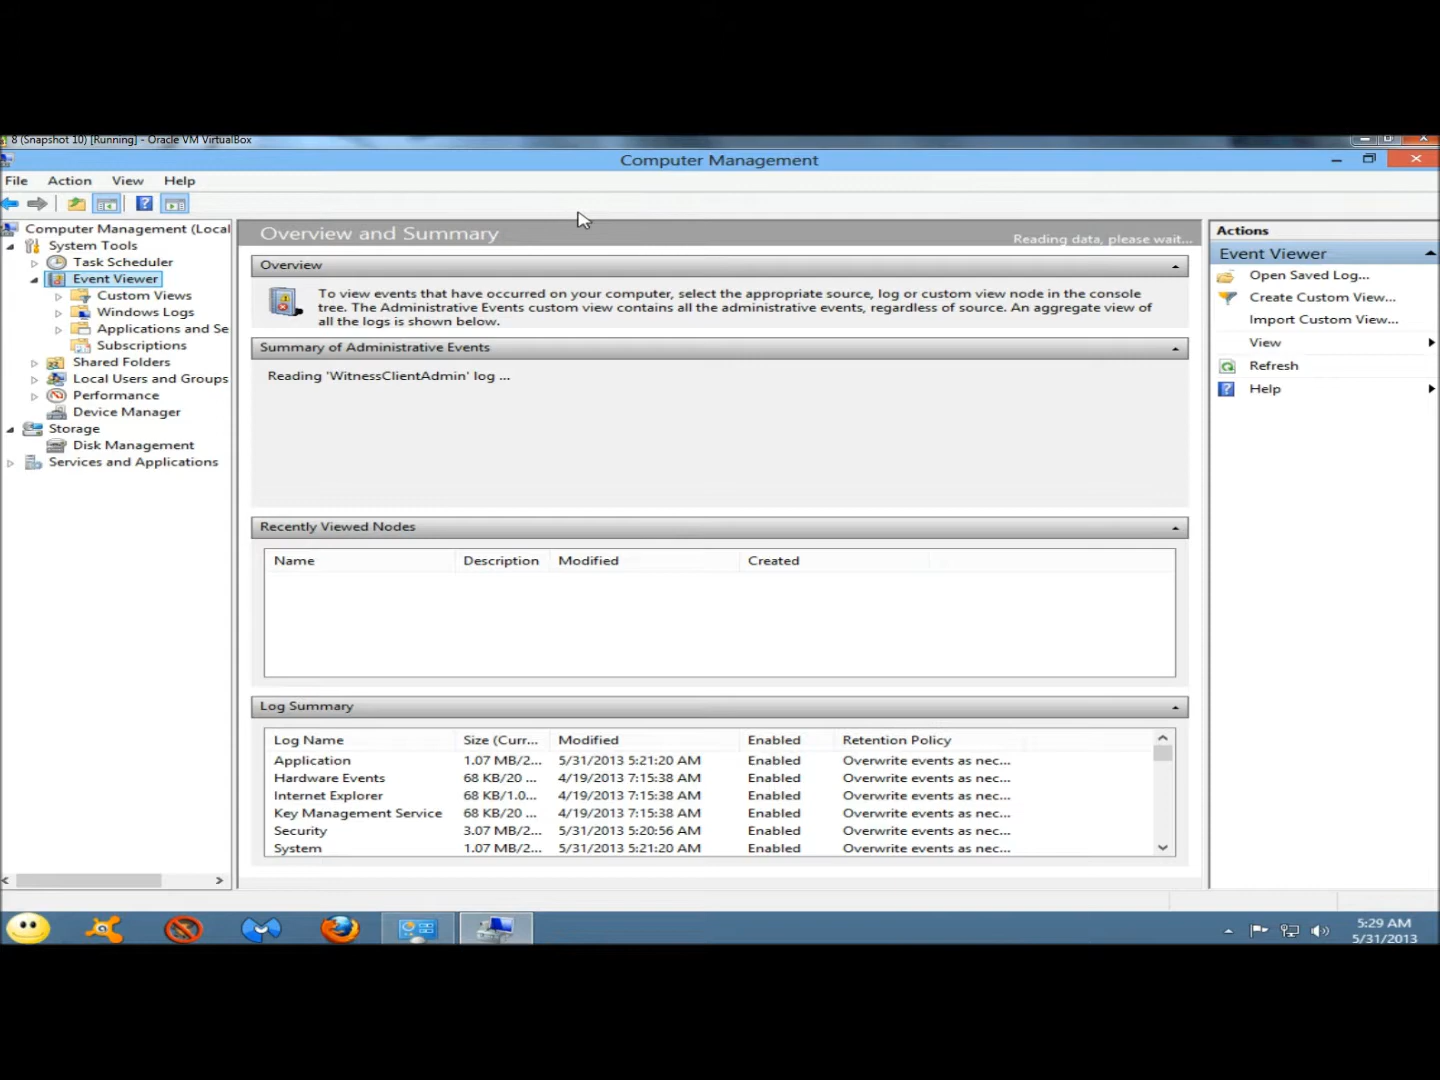 8 (Snapshot 10) [Running] - Oracle VM VirtualBox
Computer Management
File Action View Help
Computer Management (Local
System Tools
Task Scheduler
Event Viewer
Custom Views
Windows Logs
Applications and Se
Subscriptions
Shared Folders
Local Users and Groups
Performance
Device Manager
Storage
Disk Management
Services and Applications
Overview and Summary
Reading data, please wait...
Overview
To view events that have occurred on your computer, select the appropriate source, log or custom view node in the console
tree. The Administrative Events custom view contains all the administrative events, regardless of source. An aggregate view of
all the logs is shown below.
Summary of Administrative Events
Reading 'WitnessClientAdmin' log ...
Recently Viewed Nodes
Name Description Modified Created
Log Summary
Log Name Size (Curr... Modified Enabled Retention Policy
Application 1.07 MB/2... 5/31/2013 5:21:20 AM Enabled Overwrite events as nec...
Hardware Events 68 KB/20 ... 4/19/2013 7:15:38 AM Enabled Overwrite events as nec...
Internet Explorer 68 KB/1.0... 4/19/2013 7:15:38 AM Enabled Overwrite events as nec...
Key Management Service 68 KB/20 ... 4/19/2013 7:15:38 AM Enabled Overwrite events as nec...
Security 3.07 MB/2... 5/31/2013 5:20:56 AM Enabled Overwrite events as nec...
System 1.07 MB/2... 5/31/2013 5:21:20 AM Enabled Overwrite events as nec...
Actions
Event Viewer
Open Saved Log...
Create Custom View...
Import Custom View...
View
Refresh
Help
5:29 AM
5/31/2013